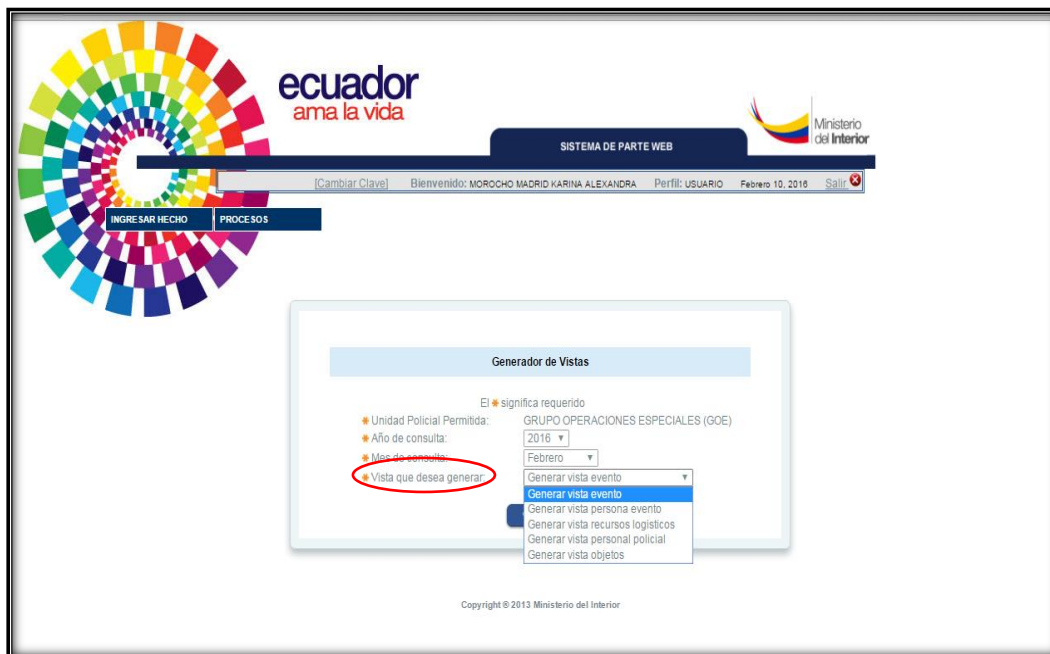 ecuador
ama la vida
Ministerio
del Interior
SISTEMA DE PARTE WEB
[Cambiar Clave] Bienvenido: MOROCHO MADRID KARINA ALEXANDRA Perfil: USUARIO Febrero 10, 2016 Salir
INGRESAR HECHO PROCESOS
Generador de Vistas
El * significa requerido
* Unidad Policial Permitida: GRUPO OPERACIONES ESPECIALES (GOE)
* Año de consulta: 2016
* Mes de consulta: Febrero
* Vista que desea generar: Generar vista evento
Generar vista evento
Generar vista persona evento
Generar vista recursos logísticos
Generar vista personal policial
Generar vista objetos
Copyright © 2013 Ministerio del Interior